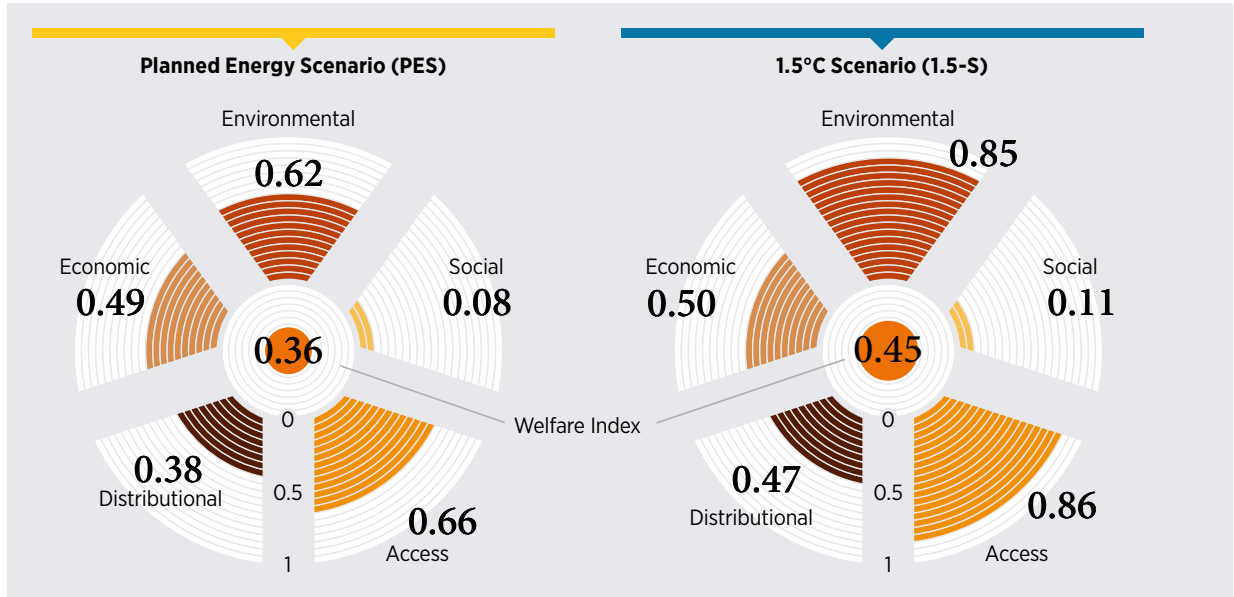 Planned Energy Scenario (PES)
Environmental
0.62
Economic
0.49
Social
0.08
0.36
0
0.38
Distributional
0.5
0.66
Access
1
Welfare Index
1.5°C Scenario (1.5-S)
Environmental
0.85
Economic
0.50
Social
0.11
0.45
0
0.47
Distributional
0.5
0.86
Access
1